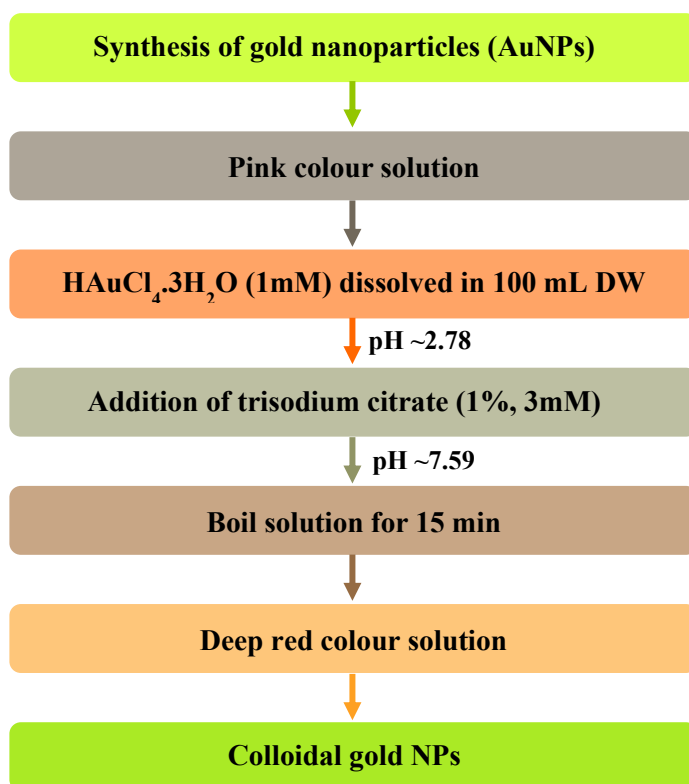 Synthesis of gold nanoparticles (AuNPs)
Pink colour solution
HAuCl₄.3H₂O (1mM) dissolved in 100 mL DW
pH ~2.78
Addition of trisodium citrate (1%, 3mM)
pH ~7.59
Boil solution for 15 min
Deep red colour solution
Colloidal gold NPs